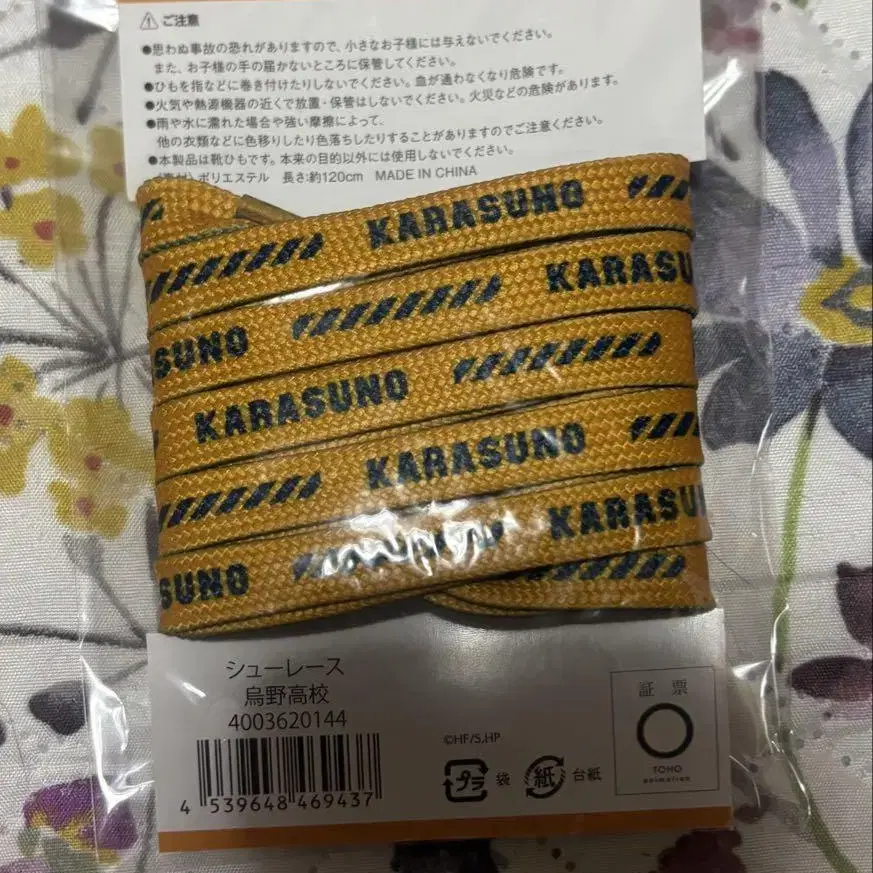 ご注意
●思わぬ事故の恐れがありますので、小さなお子様には与えないでください。
また、お子様の手の届かないところに保管してください。
●ひもを指などに巻き付けたりしないでください。血が通わなくなり危険です。
●火気や熱源機器の近くで放置・保管はしないでください。火災などの危険があります。
●雨や水に濡れた場合や強い摩擦によって、
他の衣類などに色移りしたり色落ちしたりすることがありますのでご注意ください。
●本製品は靴ひもです。本来の目的以外には使用しないでください。
ポリエステル 長さ:約120cm MADE IN CHINA
KARASUNO
KARASU
SUNO
KARASUNO
KARASUNO
KARASUNO
SUNO
シューレース
烏野高校
4003620144
4 539648 469437
©HF/S,HP
プラ 袋 紙 台紙
証 票
TOHO
animation